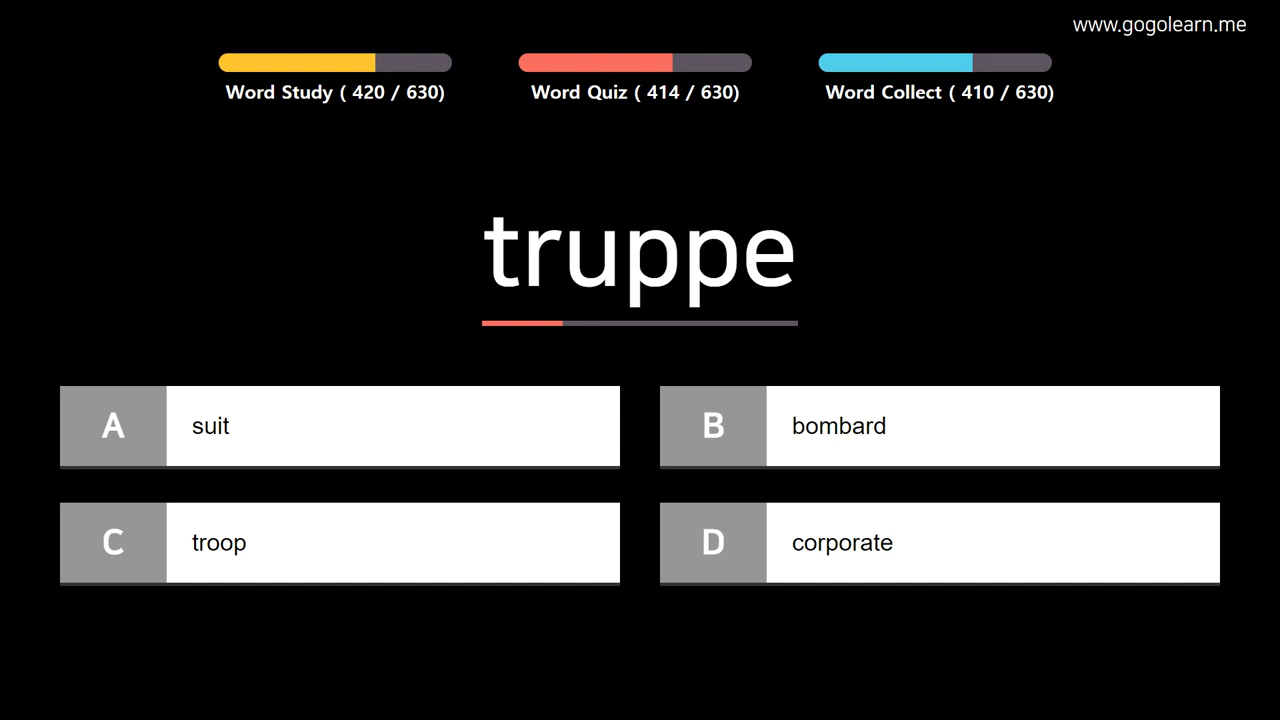 www.gogolearn.me
Word Study ( 420 / 630)
Word Quiz ( 414 / 630)
Word Collect ( 410 / 630)
truppe
A suit
B bombard
C troop
D corporate